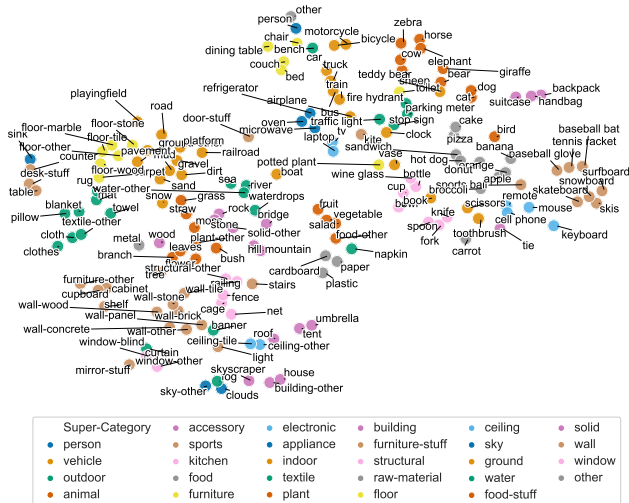 other
person
zebra
chair
motorcycle
horse
dining table
bench
bicycle
car
cow
elephant
couch
truck
giraffe
bed
teddy bear
sheep
bear
refrigerator
train
toilet
dog
playingfield
airplane
fire hydrant
cat
backpack
road
bus
parking meter
suitcase
handbag
floor-marble
floor-stone
door-stuff
oven
traffic light
stop sign
cake
sink
floor-tile
platform
microwave
tv
kite
clock
pizza
bird
baseball bat
floor-other
pavement
laptop
sandwich
banana
tennis racket
counter
mud
railroad
hot dog
donut
baseball glove
desk-stuff
floor-wood
gravel
potted plant
vase
surfboard
rug
dirt
boat
wine glass
bottle
apple
snowboard
table
water-other
sand
sea
river
cup
broccoli
sports ball
skateboard
pillow
blanket
snow
grass
waterdrops
book
remote
skis
towel
straw
rock
fruit
knife
scissors
mouse
textile-other
moss
stone
bridge
vegetable
spoon
cell phone
cloth
metal
wood
plant-other
solid-other
salad
fork
toothbrush
tie
keyboard
clothes
leaves
hill
mountain
food-other
carrot
branch
flower
bush
cardboard
paper
napkin
tree
structural-other
plastic
furniture-other
cabinet
railing
stairs
cupboard
wall-tile
fence
wall-wood
shelf
wall-stone
cage
net
wall-panel
wall-brick
umbrella
wall-concrete
wall-other
banner
roof
tent
window-blind
curtain
ceiling-tile
ceiling-other
mirror-stuff
window-other
light
skyscraper
fog
house
sky-other
clouds
building-other
Super-Category
person
vehicle
outdoor
animal
accessory
sports
kitchen
food
furniture
electronic
appliance
indoor
textile
plant
building
furniture-stuff
structural
raw-material
floor
ceiling
sky
ground
water
food-stuff
solid
wall
window
other